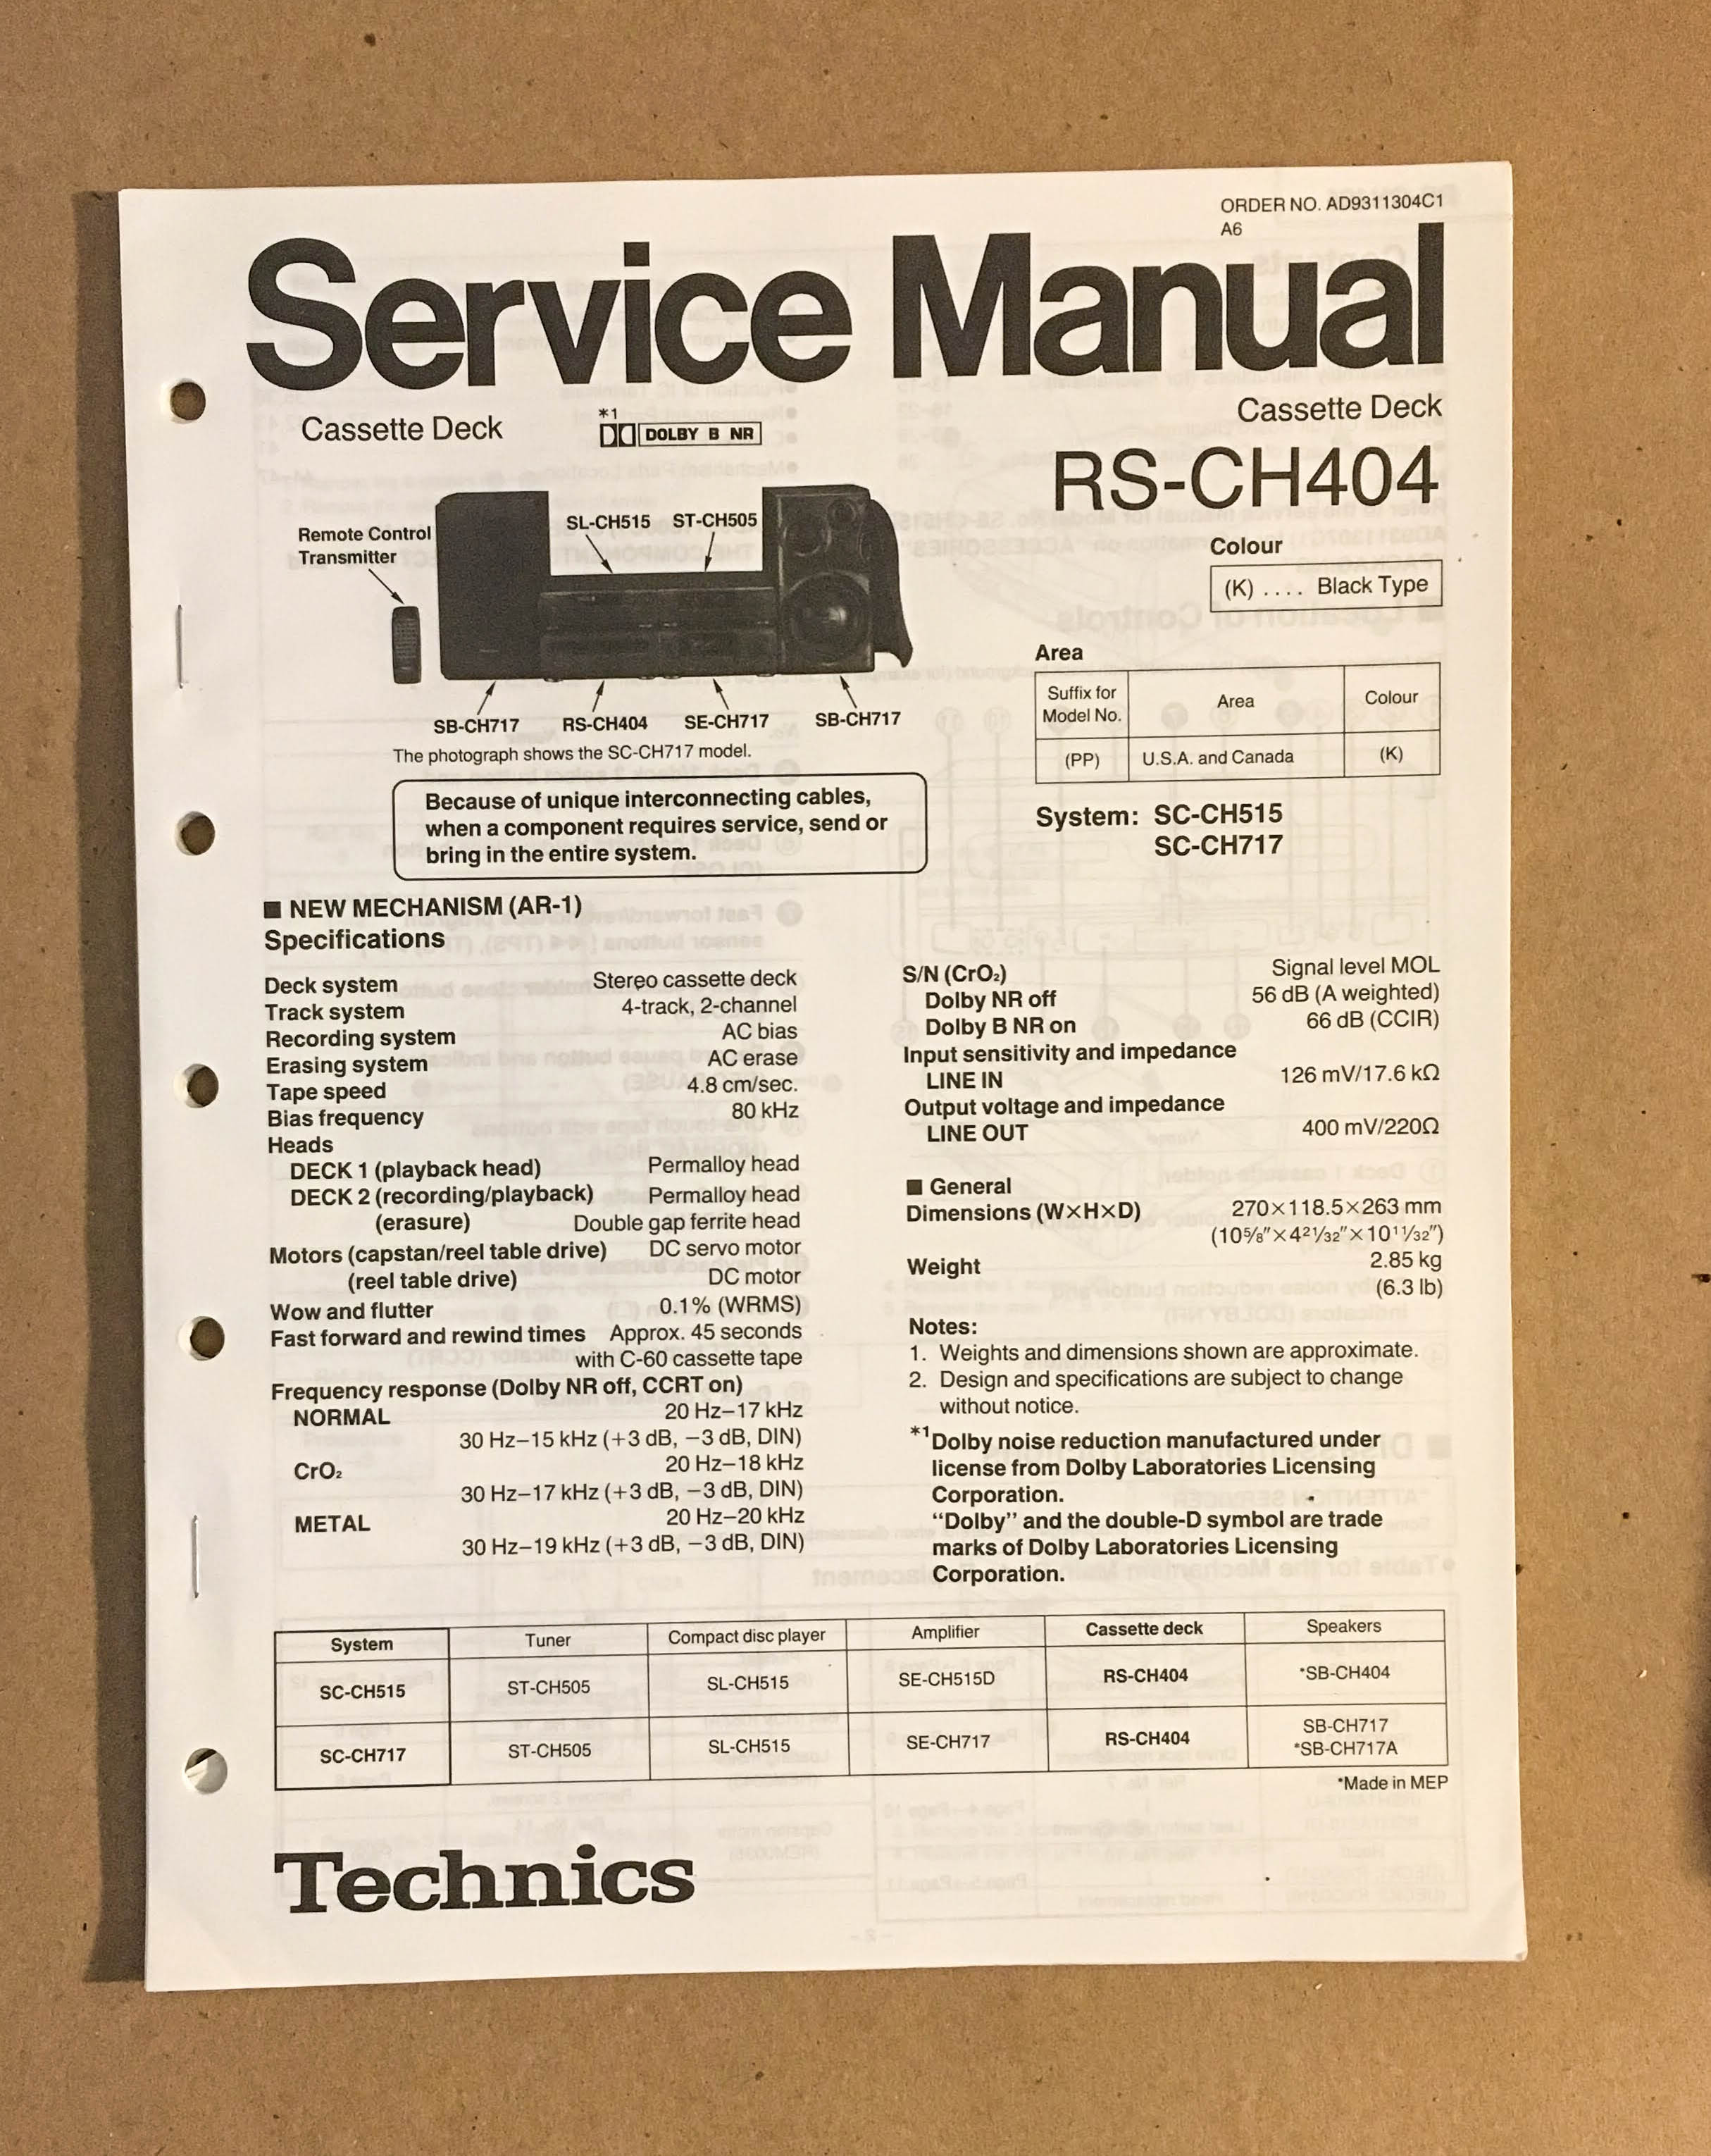 ORDER NO. AD9311304C1
A6
Service Manual
Cassette Deck
*1
DOLBY B NR
Cassette Deck
RS-CH404
Remote Control
Transmitter
SL-CH515 ST-CH505
SB-CH717 RS-CH404 SE-CH717 SB-CH717
The photograph shows the SC-CH717 model.
Colour
(K) .... Black Type
Area
Suffix for Model No. Area Colour
(PP) U.S.A. and Canada (K)
System: SC-CH515
SC-CH717
Because of unique interconnecting cables,
when a component requires service, send or
bring in the entire system.
■ NEW MECHANISM (AR-1)
Specifications
Deck system Stereo cassette deck
Track system 4-track, 2-channel
Recording system AC bias
Erasing system AC erase
Tape speed 4.8 cm/sec.
Bias frequency 80 kHz
Heads
DECK 1 (playback head) Permalloy head
DECK 2 (recording/playback) Permalloy head
(erasure) Double gap ferrite head
Motors (capstan/reel table drive) DC servo motor
(reel table drive) DC motor
Wow and flutter 0.1% (WRMS)
Fast forward and rewind times Approx. 45 seconds
with C-60 cassette tape
Frequency response (Dolby NR off, CCRT on)
NORMAL 20 Hz–17 kHz
30 Hz–15 kHz (+3 dB, −3 dB, DIN)
CrO₂ 20 Hz–18 kHz
30 Hz–17 kHz (+3 dB, −3 dB, DIN)
METAL 20 Hz–20 kHz
30 Hz–19 kHz (+3 dB, −3 dB, DIN)
S/N (CrO₂) Signal level MOL
Dolby NR off 56 dB (A weighted)
Dolby B NR on 66 dB (CCIR)
Input sensitivity and impedance
LINE IN 126 mV/17.6 kΩ
Output voltage and impedance
LINE OUT 400 mV/220Ω
■ General
Dimensions (W×H×D) 270×118.5×263 mm
(10⁵⁄₈″×4²¹⁄₃₂″×10¹¹⁄₃₂″)
Weight 2.85 kg
(6.3 lb)
Notes:
1. Weights and dimensions shown are approximate.
2. Design and specifications are subject to change
without notice.
*1Dolby noise reduction manufactured under
license from Dolby Laboratories Licensing
Corporation.
“Dolby” and the double-D symbol are trade
marks of Dolby Laboratories Licensing
Corporation.
System Tuner Compact disc player Amplifier Cassette deck Speakers
SC-CH515 ST-CH505 SL-CH515 SE-CH515D RS-CH404 *SB-CH404
SC-CH717 ST-CH505 SL-CH515 SE-CH717 RS-CH404 SB-CH717
*SB-CH717A
*Made in MEP
Technics